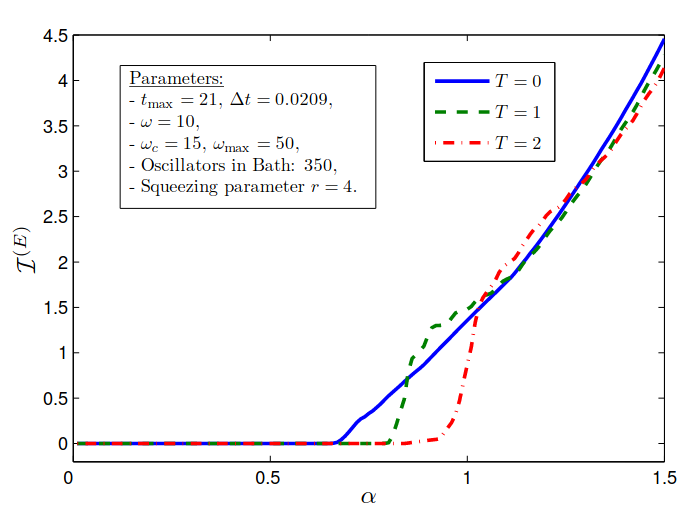 4.5
4
3.5
3
2.5
2
1.5
1
0.5
0
𝓘^(E)
Parameters:
- t_max = 21, Δt = 0.0209,
- ω = 10,
- ω_c = 15, ω_max = 50,
- Oscillators in Bath: 350,
- Squeezing parameter r = 4.
T = 0
T = 1
T = 2
0
0.5
1
1.5
α